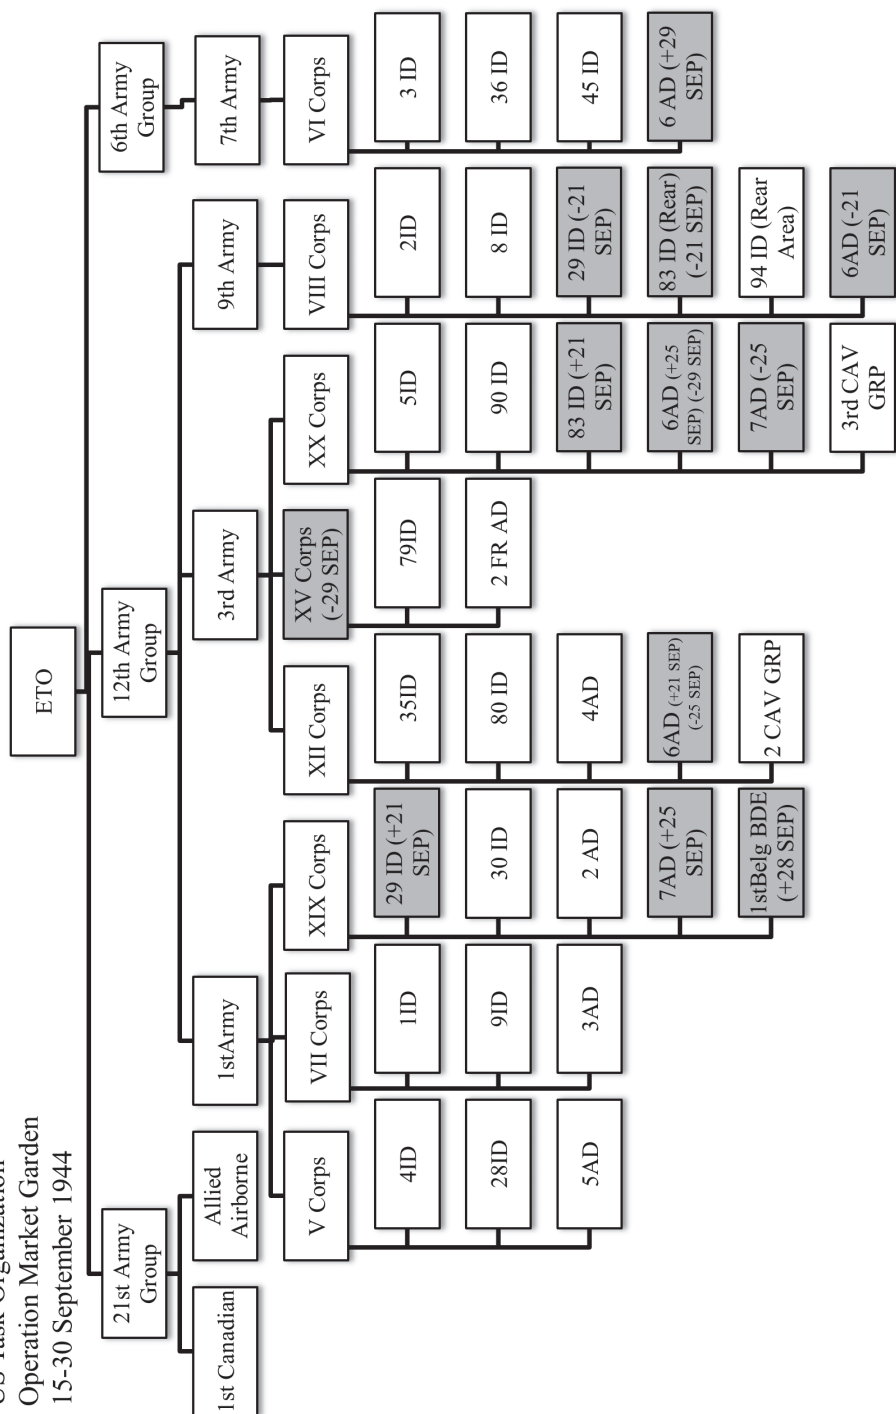 US Task Organization
Operation Market Garden
15-30 September 1944
ETO
21st Army
Group
12th Army
Group
6th Army
Group
1st Canadian
Allied
Airborne
1stArmy
3rd Army
9th Army
7th Army
V Corps
VII Corps
XIX Corps
XII Corps
XV Corps
(-29 SEP)
XX Corps
VIII Corps
VI Corps
4ID
28ID
5AD
1ID
9ID
3AD
29 ID (+21
SEP)
30 ID
2 AD
7AD (+25
SEP)
1stBelg BDE
(+28 SEP)
35ID
80 ID
4AD
6AD (+21 SEP)
(-25 SEP)
2 CAV GRP
79ID
2 FR AD
5ID
90 ID
83 ID (+21
SEP)
6AD (+25
SEP) (-29 SEP)
7AD (-25
SEP)
3rd CAV
GRP
2ID
8 ID
29 ID (-21
SEP)
83 ID (Rear)
(-21 SEP)
94 ID (Rear
Area)
6AD (-21
SEP)
3 ID
36 ID
45 ID
6 AD (+29
SEP)